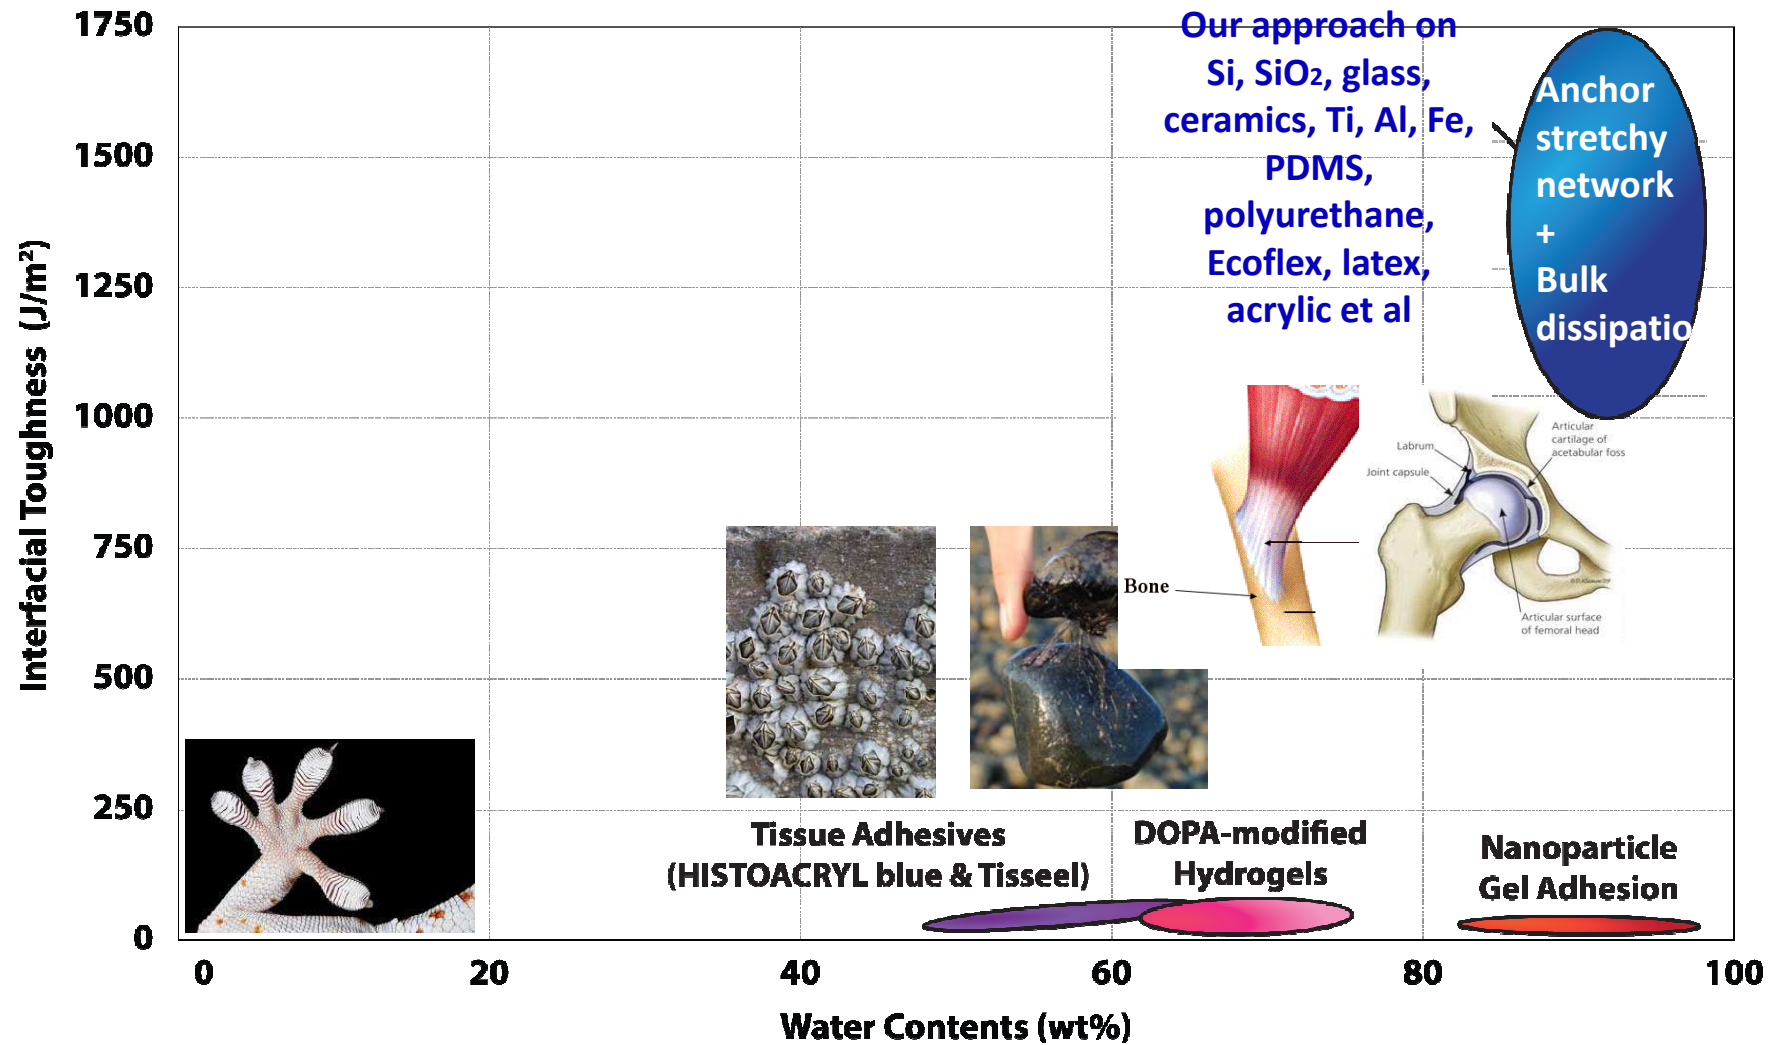 1750
1500
1250
1000
750
500
250
0
Interfacial Toughness (J/m²)
Our approach on
Si, SiO2, glass,
ceramics, Ti, Al, Fe,
PDMS,
polyurethane,
Ecoflex, latex,
acrylic et al
Anchor
stretchy
network
+
Bulk
dissipatio
Labrum
Joint capsule
Articular
cartilage of
acetabular foss
Articular surface
of femoral head
Bone
Tissue Adhesives
(HISTOACRYL blue & Tisseel)
DOPA-modified
Hydrogels
Nanoparticle
Gel Adhesion
0 20 40 60 80 100
Water Contents (wt%)